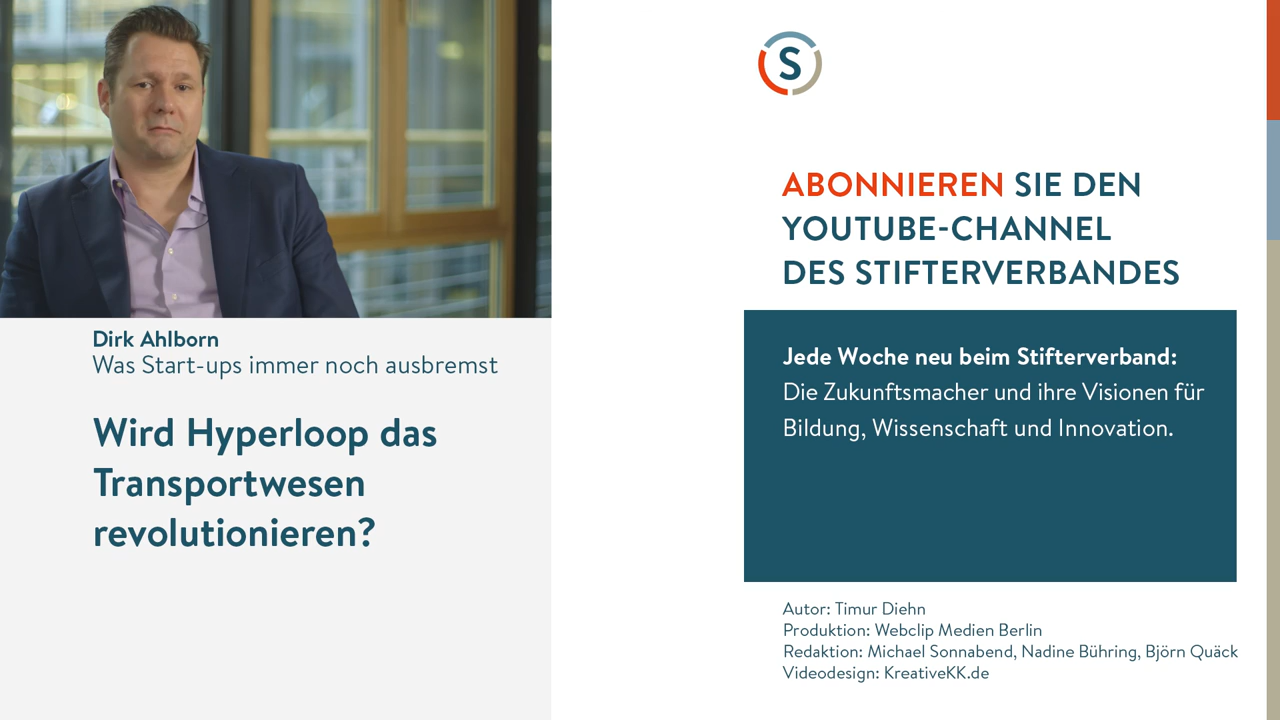 Dirk Ahlborn
Was Start-ups immer noch ausbremst
Wird Hyperloop das
Transportwesen
revolutionieren?
S
ABONNIEREN SIE DEN
YOUTUBE-CHANNEL
DES STIFTERVERBANDES
Jede Woche neu beim Stifterverband:
Die Zukunftsmacher und ihre Visionen für
Bildung, Wissenschaft und Innovation.
Autor: Timur Diehn
Produktion: Webclip Medien Berlin
Redaktion: Michael Sonnabend, Nadine Bühring, Björn Quäck
Videodesign: KreativeKK.de